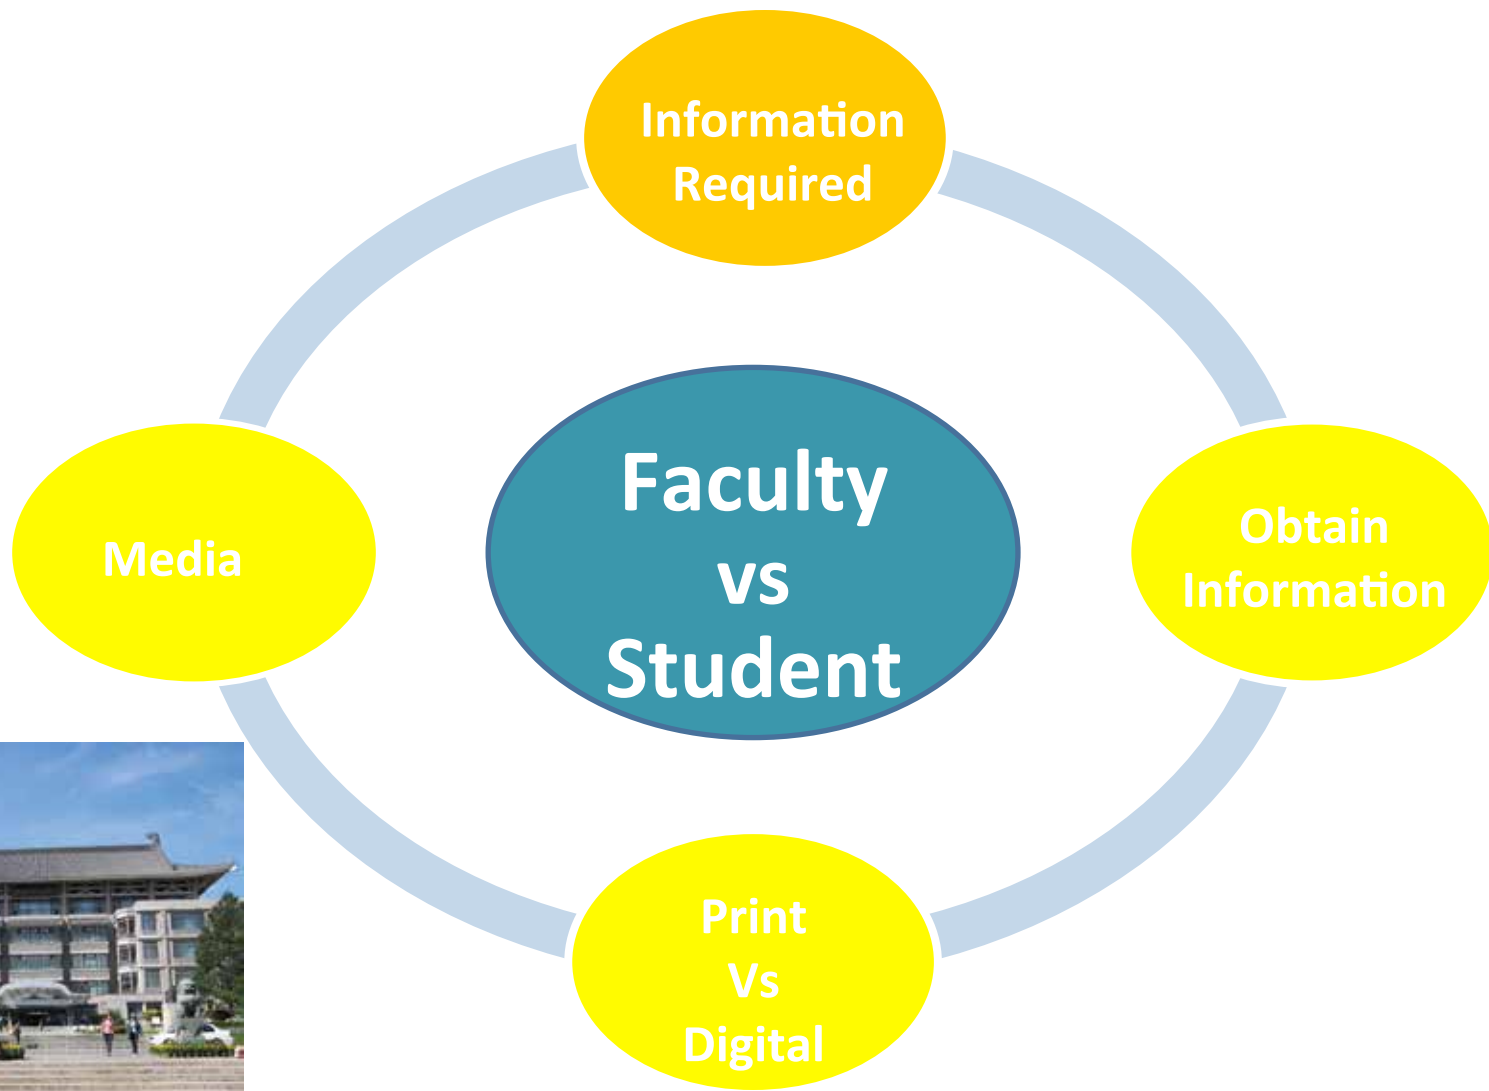 Information
Required
Faculty
vs
Student
Media
Obtain
Information
Print
Vs
Digital